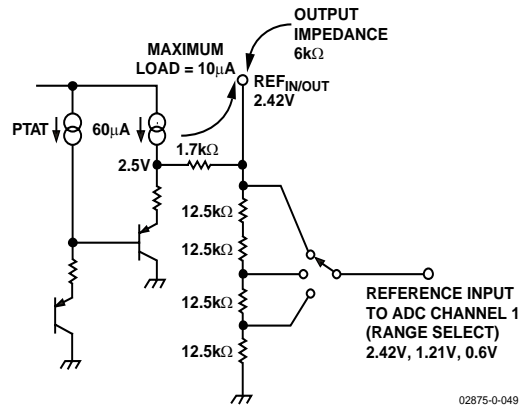 OUTPUT
IMPEDANCE
6kΩ
MAXIMUM
LOAD = 10μA
REFIN/OUT
2.42V
PTAT
60μA
1.7kΩ
2.5V
12.5kΩ
12.5kΩ
12.5kΩ
12.5kΩ
REFERENCE INPUT
TO ADC CHANNEL 1
(RANGE SELECT)
2.42V, 1.21V, 0.6V
02875-0-049